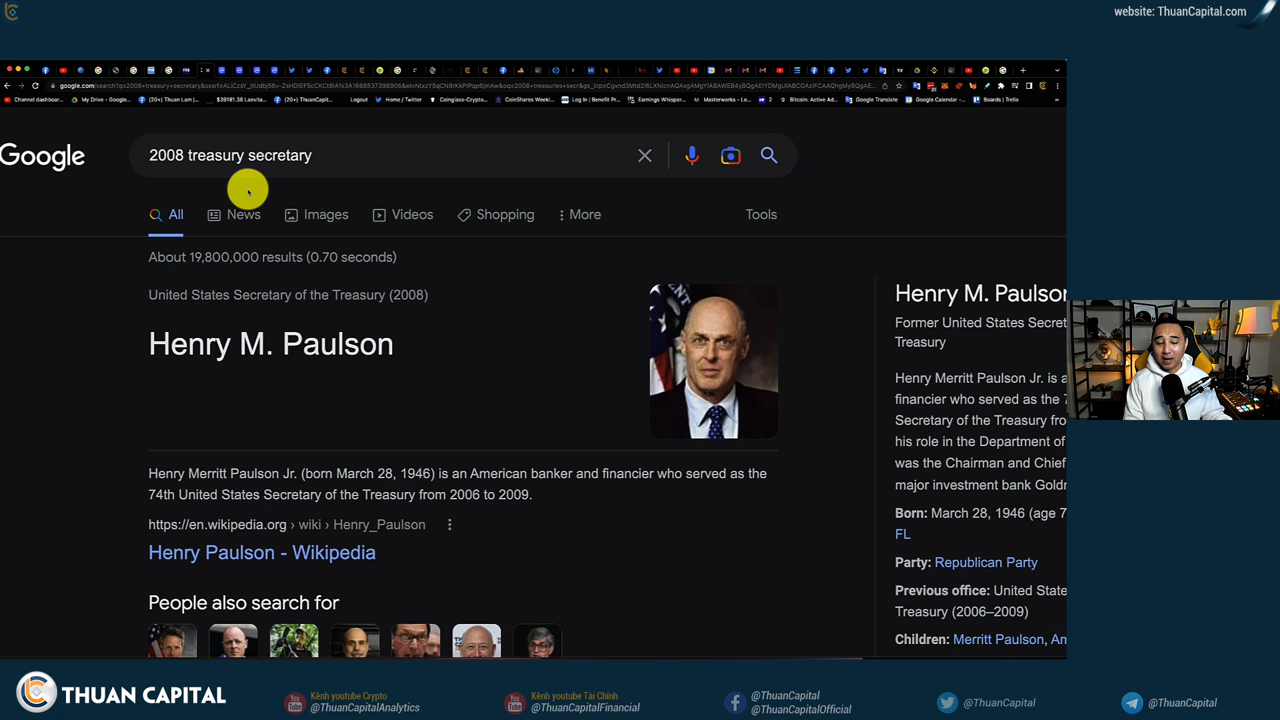 website: ThuanCapital.com
Google
2008 treasury secretary
All
News
Images
Videos
Shopping
More
Tools
About 19,800,000 results (0.70 seconds)
United States Secretary of the Treasury (2008)
Henry M. Paulson
Henry Merritt Paulson Jr. (born March 28, 1946) is an American banker and financier who served as the
74th United States Secretary of the Treasury from 2006 to 2009.
https://en.wikipedia.org › wiki › Henry_Paulson
Henry Paulson - Wikipedia
People also search for
Henry M. Paulson
Former United States Secret
Treasury
Henry Merritt Paulson Jr. is a
financier who served as the 7
Secretary of the Treasury fro
his role in the Department of
was the Chairman and Chief
major investment bank Goldr
Born: March 28, 1946 (age 7
FL
Party: Republican Party
Previous office: United State
Treasury (2006–2009)
Children: Merritt Paulson, Am
THUAN CAPITAL
Kênh youtube Crypto
@ThuanCapitalAnalytics
Kênh youtube Tài Chính
@ThuanCapitalFinancial
@ThuanCapital
@ThuanCapitalOfficial
@ThuanCapital
@ThuanCapital